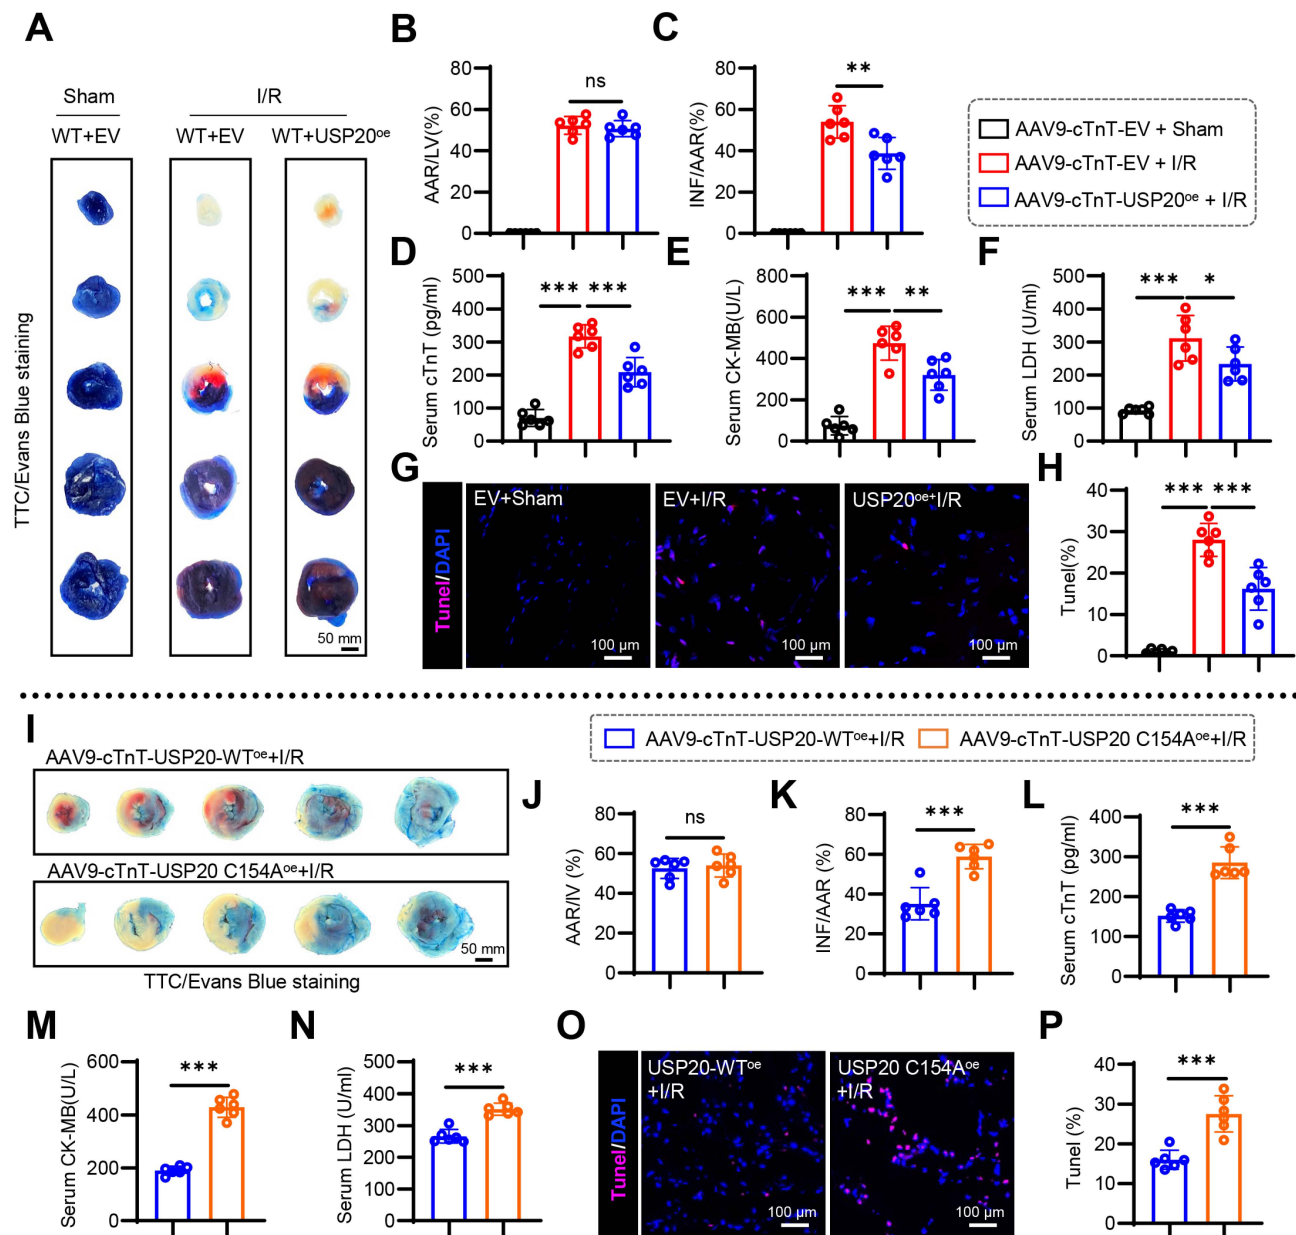 A
Sham
I/R
WT+EV
WT+EV
WT+USP20ᵒᵉ
TTC/Evans Blue staining
50 mm
B
AAR/LV(%)
80
60
40
20
0
ns
C
INF/AAR(%)
80
60
40
20
0
**
AAV9-cTnT-EV + Sham
AAV9-cTnT-EV + I/R
AAV9-cTnT-USP20ᵒᵉ + I/R
D
Serum cTnT (pg/ml)
500
400
300
200
100
0
*** ***
E
Serum CK-MB(U/L)
800
600
400
200
0
*** **
F
Serum LDH (U/ml)
500
400
300
200
100
0
*** *
G
Tunel/DAPI
EV+Sham
100 μm
EV+I/R
100 μm
USP20ᵒᵉ⁺I/R
100 μm
H
Tunel(%)
40
30
20
10
0
*** ***
I
AAV9-cTnT-USP20-WTᵒᵉ+I/R
AAV9-cTnT-USP20 C154Aᵒᵉ+I/R
50 mm
TTC/Evans Blue staining
AAV9-cTnT-USP20-WTᵒᵉ+I/R
AAV9-cTnT-USP20 C154Aᵒᵉ+I/R
J
AAR/IV (%)
80
60
40
20
0
ns
K
INF/AAR (%)
80
60
40
20
0
***
L
Serum cTnT (pg/ml)
400
300
200
100
0
***
M
Serum CK-MB(U/L)
600
400
200
0
***
N
Serum LDH (U/ml)
500
400
300
200
100
0
***
O
Tunel/DAPI
USP20-WTᵒᵉ
+I/R
100 μm
USP20 C154Aᵒᵉ
+I/R
100 μm
P
Tunel (%)
40
30
20
10
0
***